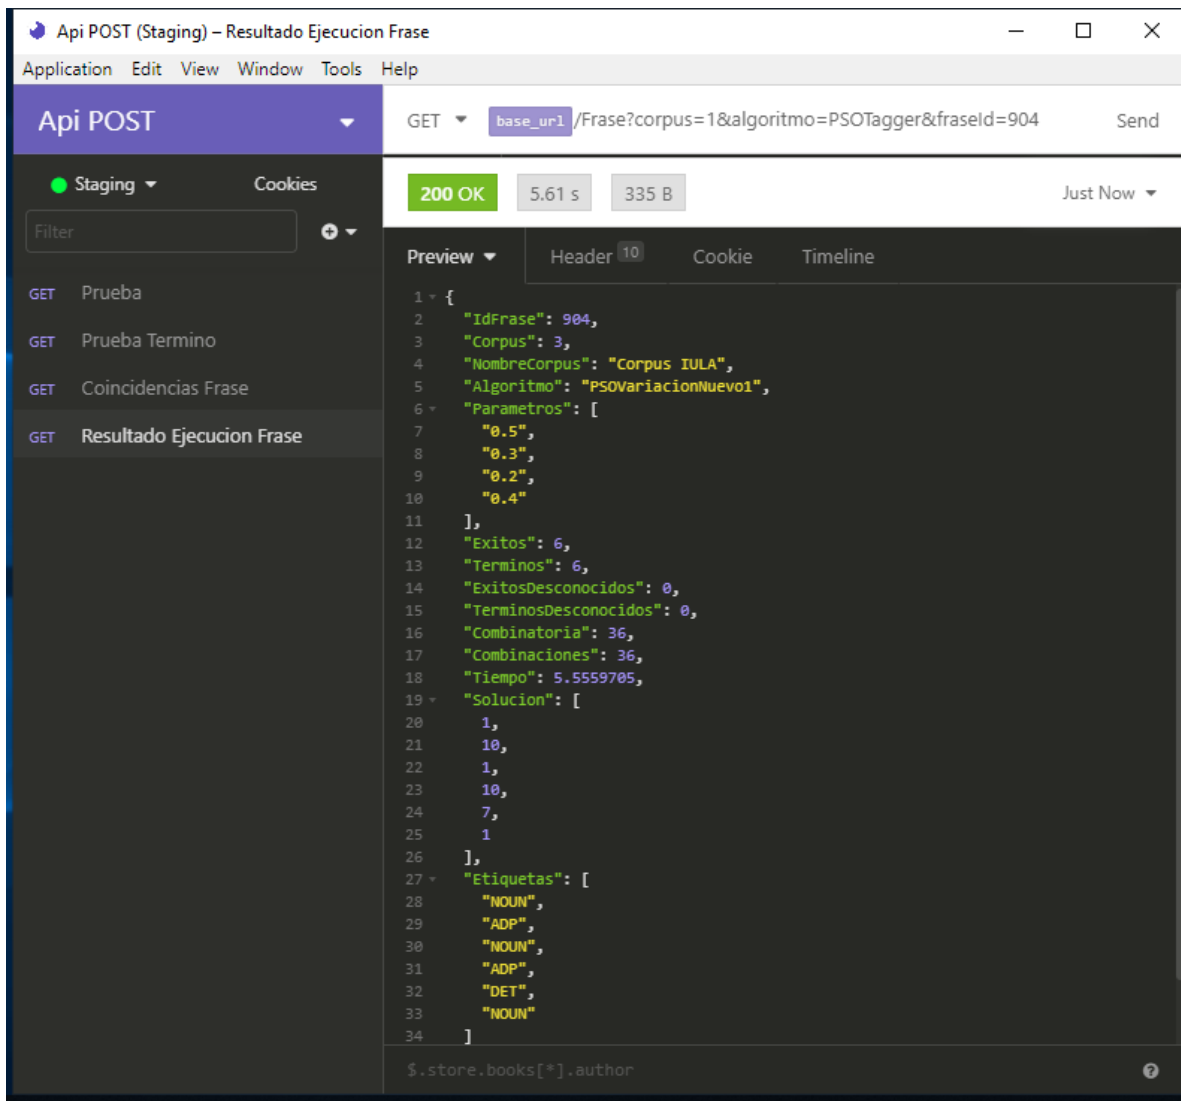 Api POST (Staging) – Resultado Ejecucion Frase
Application Edit View Window Tools Help
Api POST
GET base_url /Frase?corpus=1&algoritmo=PSOTagger&fraseId=904 Send
Staging Cookies
200 OK 5.61 s 335 B Just Now
Filter
Preview Header 10 Cookie Timeline
GET Prueba
GET Prueba Termino
GET Coincidencias Frase
GET Resultado Ejecucion Frase
1 {
2 "IdFrase": 904,
3 "Corpus": 3,
4 "NombreCorpus": "Corpus IULA",
5 "Algoritmo": "PSOVariacionNuevo1",
6 "Parametros": [
7 "0.5",
8 "0.3",
9 "0.2",
10 "0.4"
11 ],
12 "Exitos": 6,
13 "Terminos": 6,
14 "ExitosDesconocidos": 0,
15 "TerminosDesconocidos": 0,
16 "Combinatoria": 36,
17 "Combinaciones": 36,
18 "Tiempo": 5.5559705,
19 "Solucion": [
20 1,
21 10,
22 1,
23 10,
24 7,
25 1
26 ],
27 "Etiquetas": [
28 "NOUN",
29 "ADP",
30 "NOUN",
31 "ADP",
32 "DET",
33 "NOUN"
34 ]
$.store.books[*].author